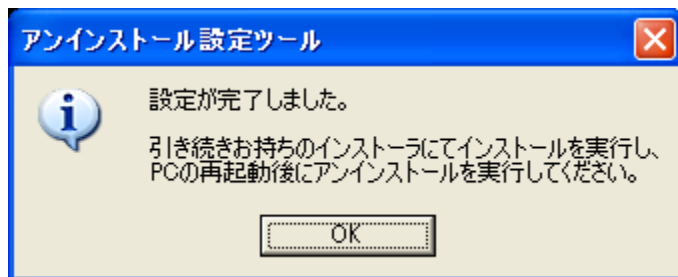 アンインストール設定ツール
設定が完了しました。
引き続きお持ちのインストーラにてインストールを実行し、
PCの再起動後にアンインストールを実行してください。
OK